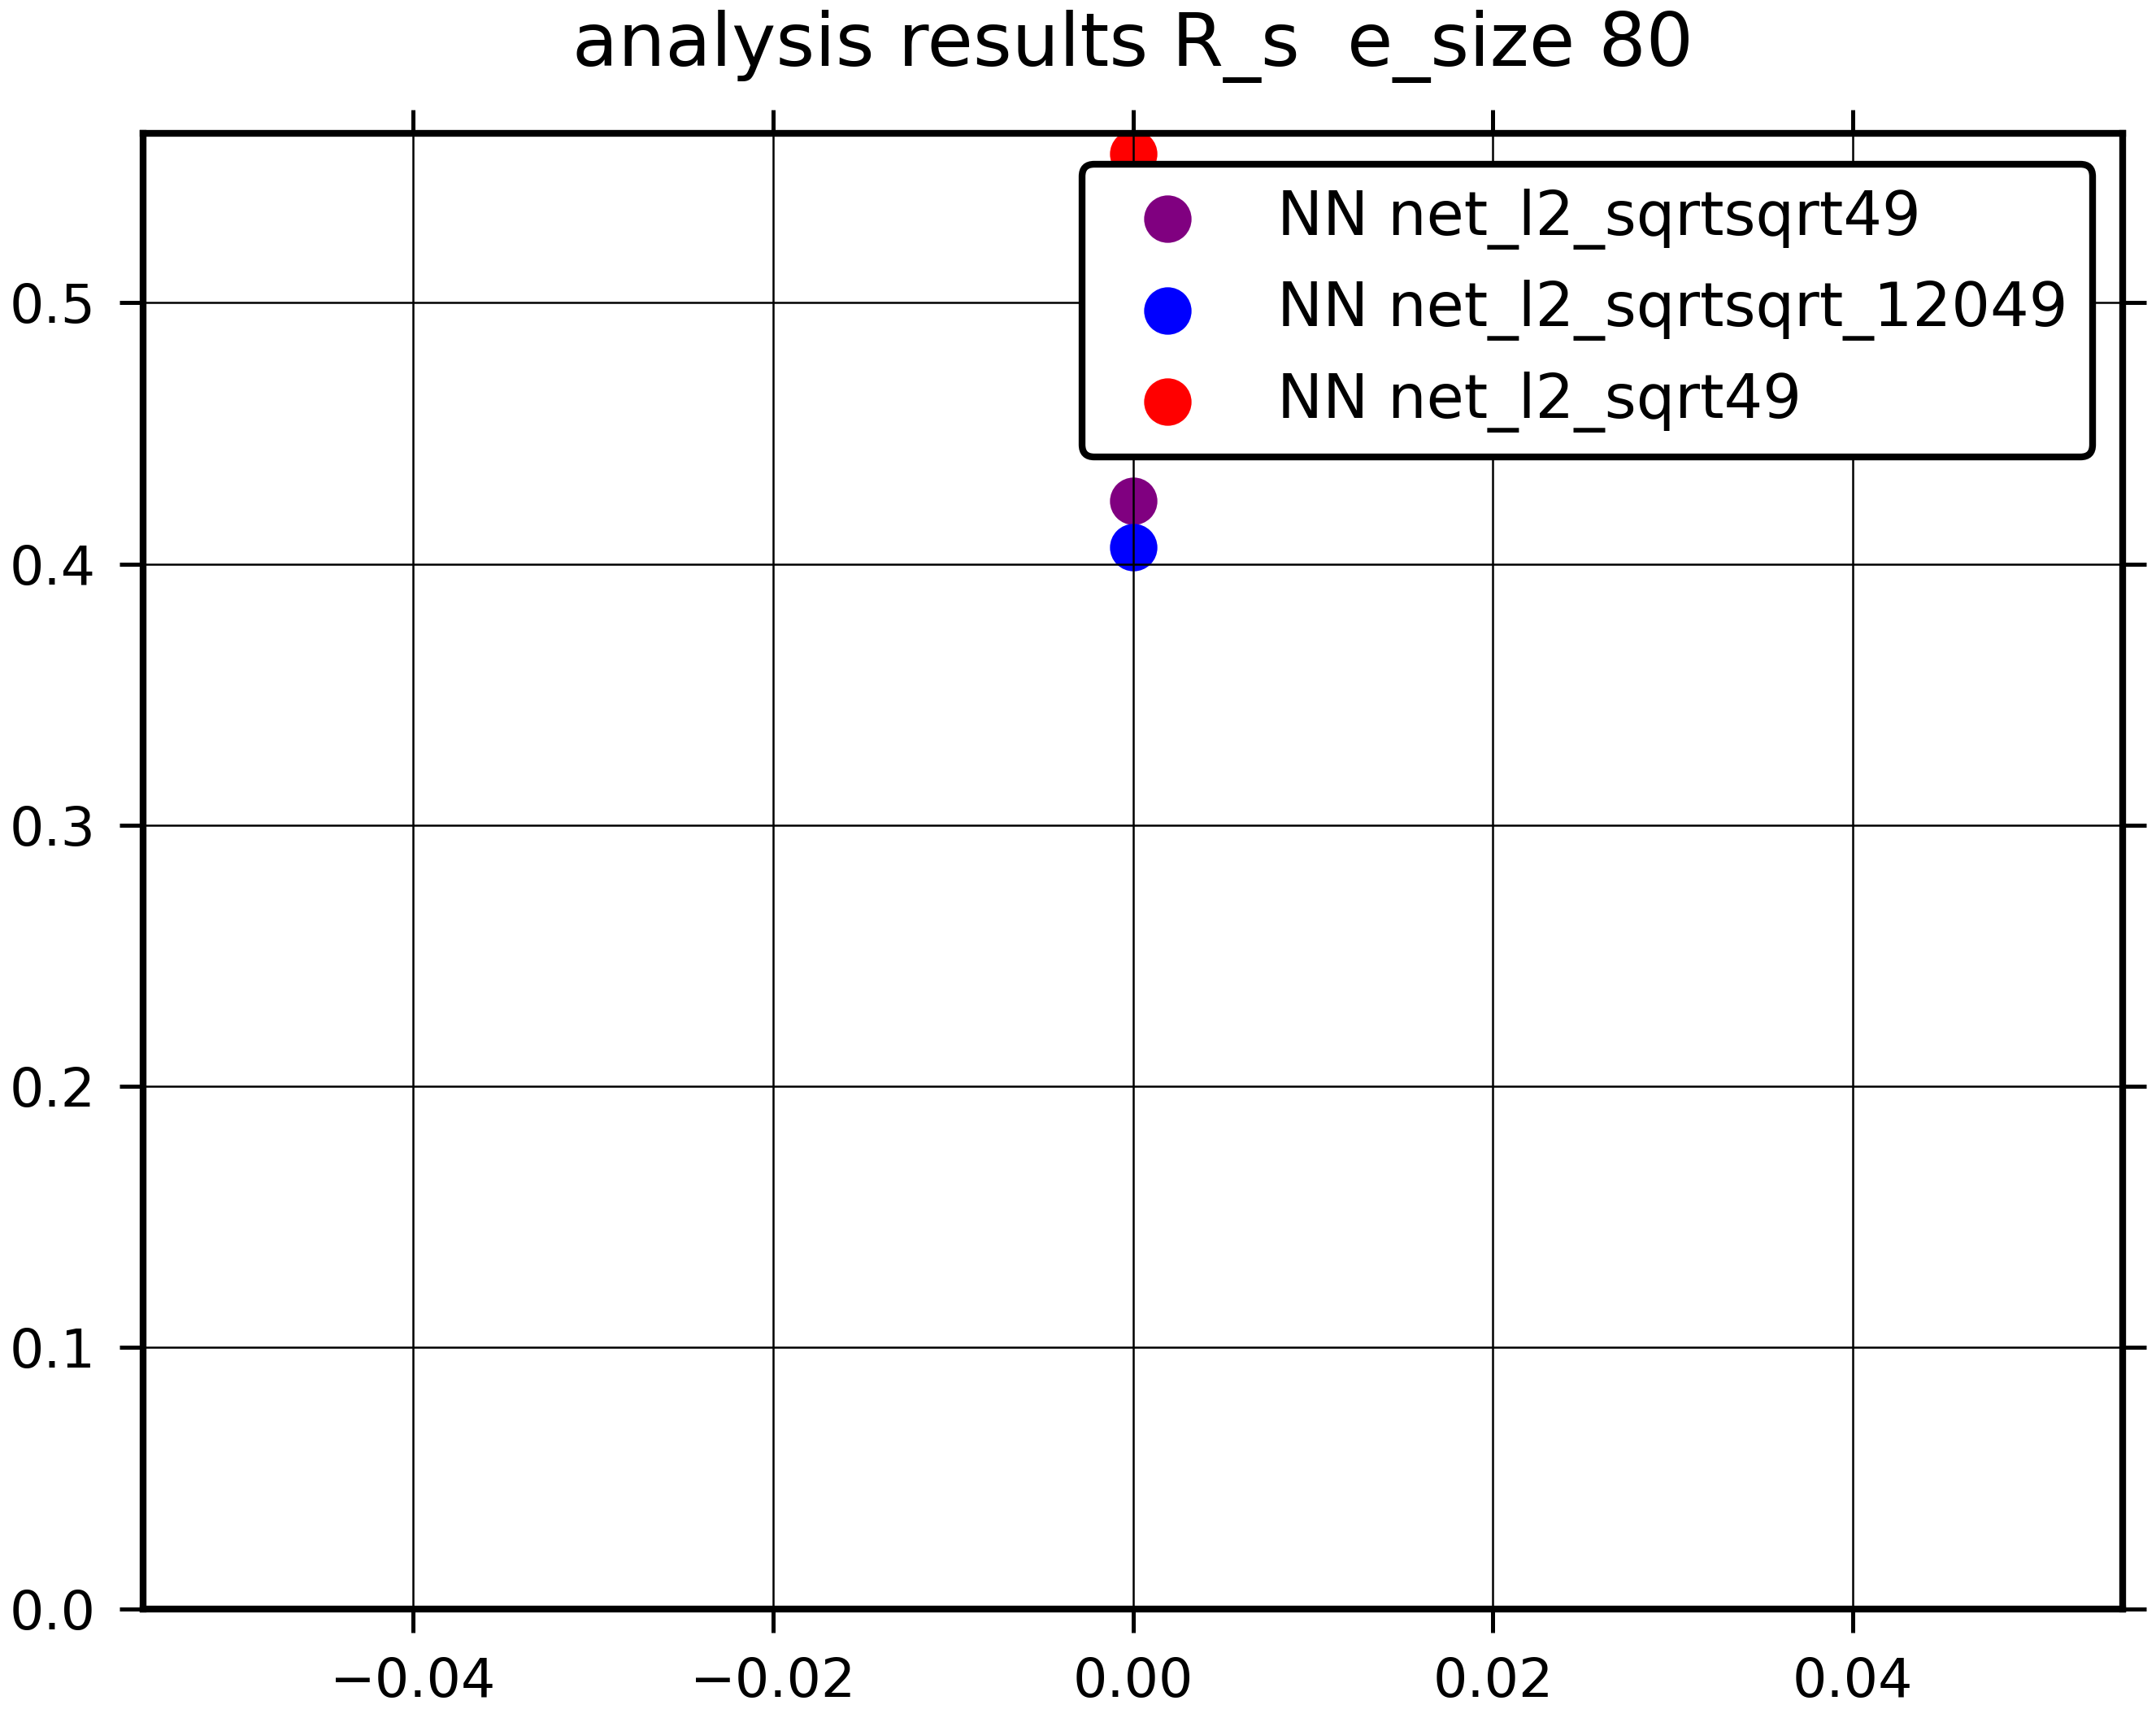 analysis results R_s  e_size 80
NN net_l2_sqrtsqrt49
NN net_l2_sqrtsqrt_12049
NN net_l2_sqrt49
0.5
0.4
0.3
0.2
0.1
0.0
−0.04 −0.02 0.00 0.02 0.04